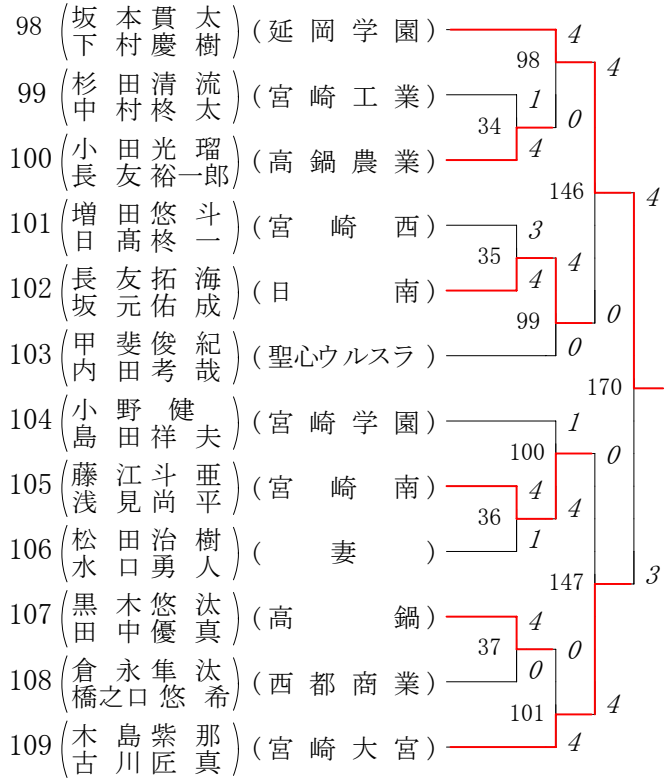 98 (坂本貫太 下村慶樹) (延岡学園)
99 (杉田清流 中村柊太) (宮崎工業)
100 (小田光瑠 長友裕一郎) (高鍋農業)
101 (増田悠斗 日髙柊一) (宮崎西)
102 (長友拓海 坂元佑成) (日南)
103 (甲斐俊紀 内田考哉) (聖心ウルスラ)
104 (小野健 島田祥夫) (宮崎学園)
105 (藤江斗亜 浅見尚平) (宮崎南)
106 (松田治樹 水口勇人) (妻)
107 (黒木悠汰 田中優真) (高鍋)
108 (倉永隼汰 橋之口悠希) (西都商業)
109 (木島紫那 古川匠真) (宮崎大宮)
4
98
4
1
34
0
4
146
4
3
35
4
4
99
0
0
170
1
100
0
4
36
4
1
147
3
4
37
0
0
101
4
4